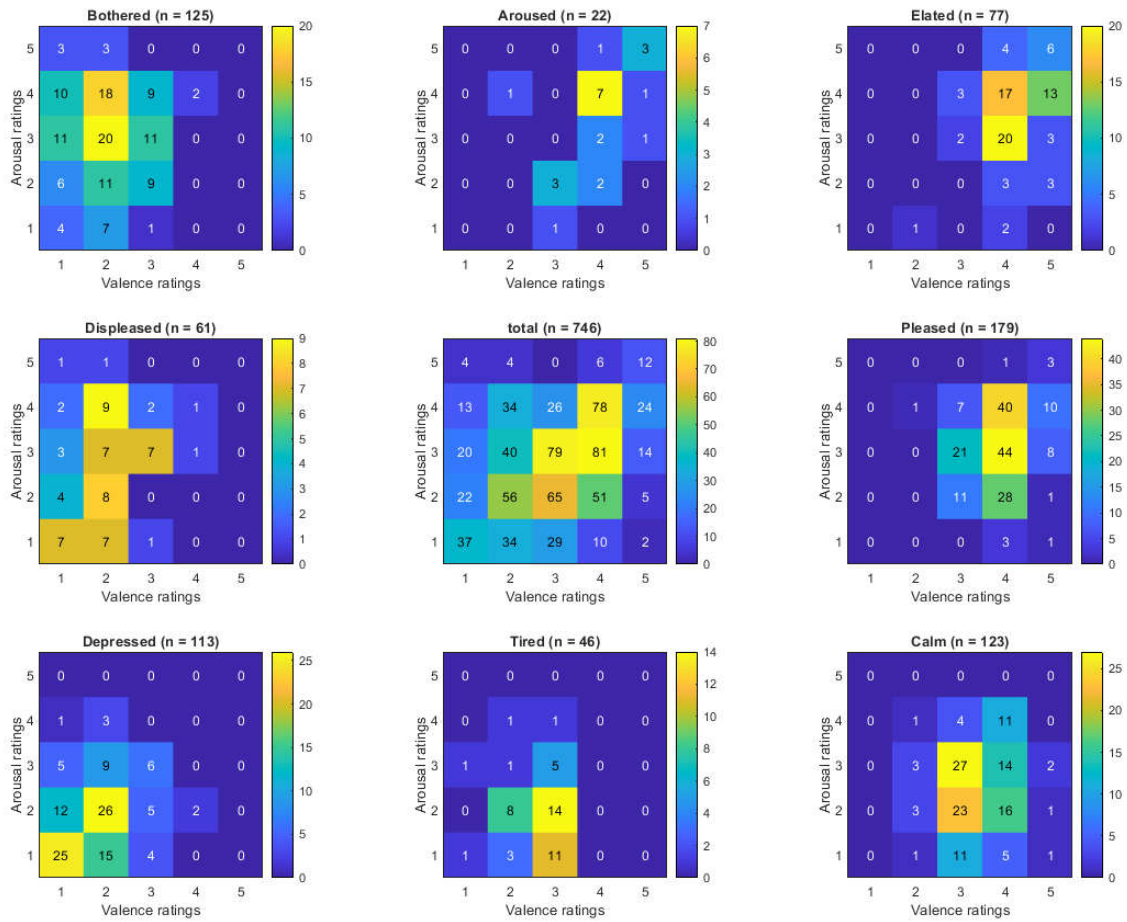 Bothered (n = 125)
Arousal ratings
5 3 3 0 0 0
4 10 18 9 2 0
3 11 20 11 0 0
2 6 11 9 0 0
1 4 7 1 0 0
1 2 3 4 5
Valence ratings
20
15
10
5
0
Aroused (n = 22)
Arousal ratings
5 0 0 0 1 3
4 0 1 0 7 1
3 0 0 0 2 1
2 0 0 3 2 0
1 0 0 1 0 0
1 2 3 4 5
Valence ratings
7
6
5
4
3
2
1
0
Elated (n = 77)
Arousal ratings
5 0 0 0 4 6
4 0 0 3 17 13
3 0 0 2 20 3
2 0 0 0 3 3
1 0 1 0 2 0
1 2 3 4 5
Valence ratings
20
15
10
5
0
Displeased (n = 61)
Arousal ratings
5 1 1 0 0 0
4 2 9 2 1 0
3 3 7 7 1 0
2 4 8 0 0 0
1 7 7 1 0 0
1 2 3 4 5
Valence ratings
9
8
7
6
5
4
3
2
1
0
total (n = 746)
Arousal ratings
5 4 4 0 6 12
4 13 34 26 78 24
3 20 40 79 81 14
2 22 56 65 51 5
1 37 34 29 10 2
1 2 3 4 5
Valence ratings
80
70
60
50
40
30
20
10
0
Pleased (n = 179)
Arousal ratings
5 0 0 0 1 3
4 0 1 7 40 10
3 0 0 21 44 8
2 0 0 11 28 1
1 0 0 0 3 1
1 2 3 4 5
Valence ratings
40
35
30
25
20
15
10
5
0
Depressed (n = 113)
Arousal ratings
5 0 0 0 0 0
4 1 3 0 0 0
3 5 9 6 0 0
2 12 26 5 2 0
1 25 15 4 0 0
1 2 3 4 5
Valence ratings
25
20
15
10
5
0
Tired (n = 46)
Arousal ratings
5 0 0 0 0 0
4 0 1 1 0 0
3 1 1 5 0 0
2 0 8 14 0 0
1 1 3 11 0 0
1 2 3 4 5
Valence ratings
14
12
10
8
6
4
2
0
Calm (n = 123)
Arousal ratings
5 0 0 0 0 0
4 0 1 4 11 0
3 0 3 27 14 2
2 0 3 23 16 1
1 0 1 11 5 1
1 2 3 4 5
Valence ratings
25
20
15
10
5
0